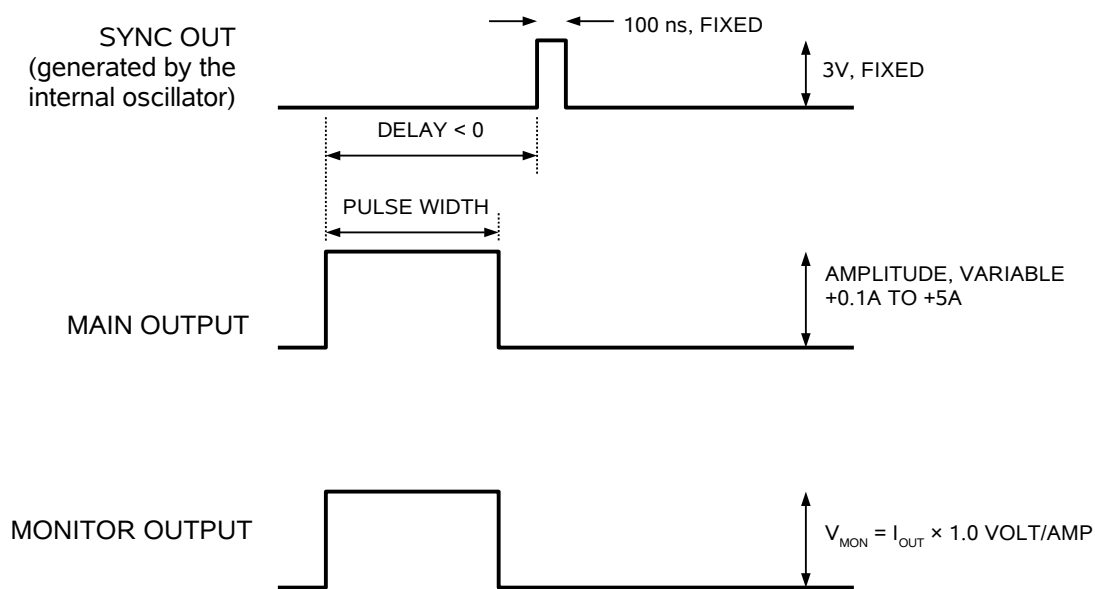 SYNC OUT
(generated by the
internal oscillator)
100 ns, FIXED
3V, FIXED
DELAY < 0
PULSE WIDTH
MAIN OUTPUT
AMPLITUDE, VARIABLE
+0.1A TO +5A
MONITOR OUTPUT
V_MON = I_OUT × 1.0 VOLT/AMP